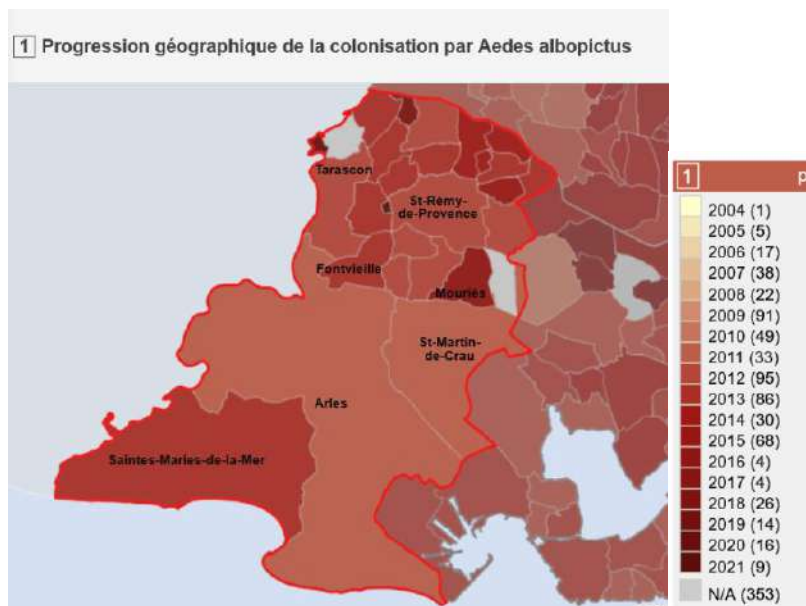 1 Progression géographique de la colonisation par Aedes albopictus
Tarascon
St-Rémy-
de-Provence
Fontvieille
Mouriès
St-Martin-
de-Crau
Arles
Saintes-Maries-de-la-Mer
1 p
2004 (1)
2005 (5)
2006 (17)
2007 (38)
2008 (22)
2009 (91)
2010 (49)
2011 (33)
2012 (95)
2013 (86)
2014 (30)
2015 (68)
2016 (4)
2017 (4)
2018 (26)
2019 (14)
2020 (16)
2021 (9)
N/A (353)